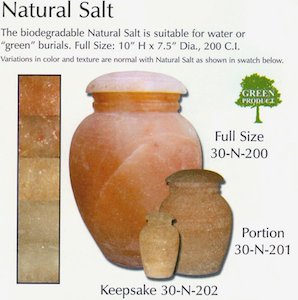 Natural Salt
The biodegradable Natural Salt is suitable for water or
“green” burials. Full Size: 10” H x 7.5” Dia., 200 C.I.
Variations in color and texture are normal with Natural Salt as shown in swatch below.
GREEN
PRODUCT
Full Size
30-N-200
Portion
30-N-201
Keepsake 30-N-202